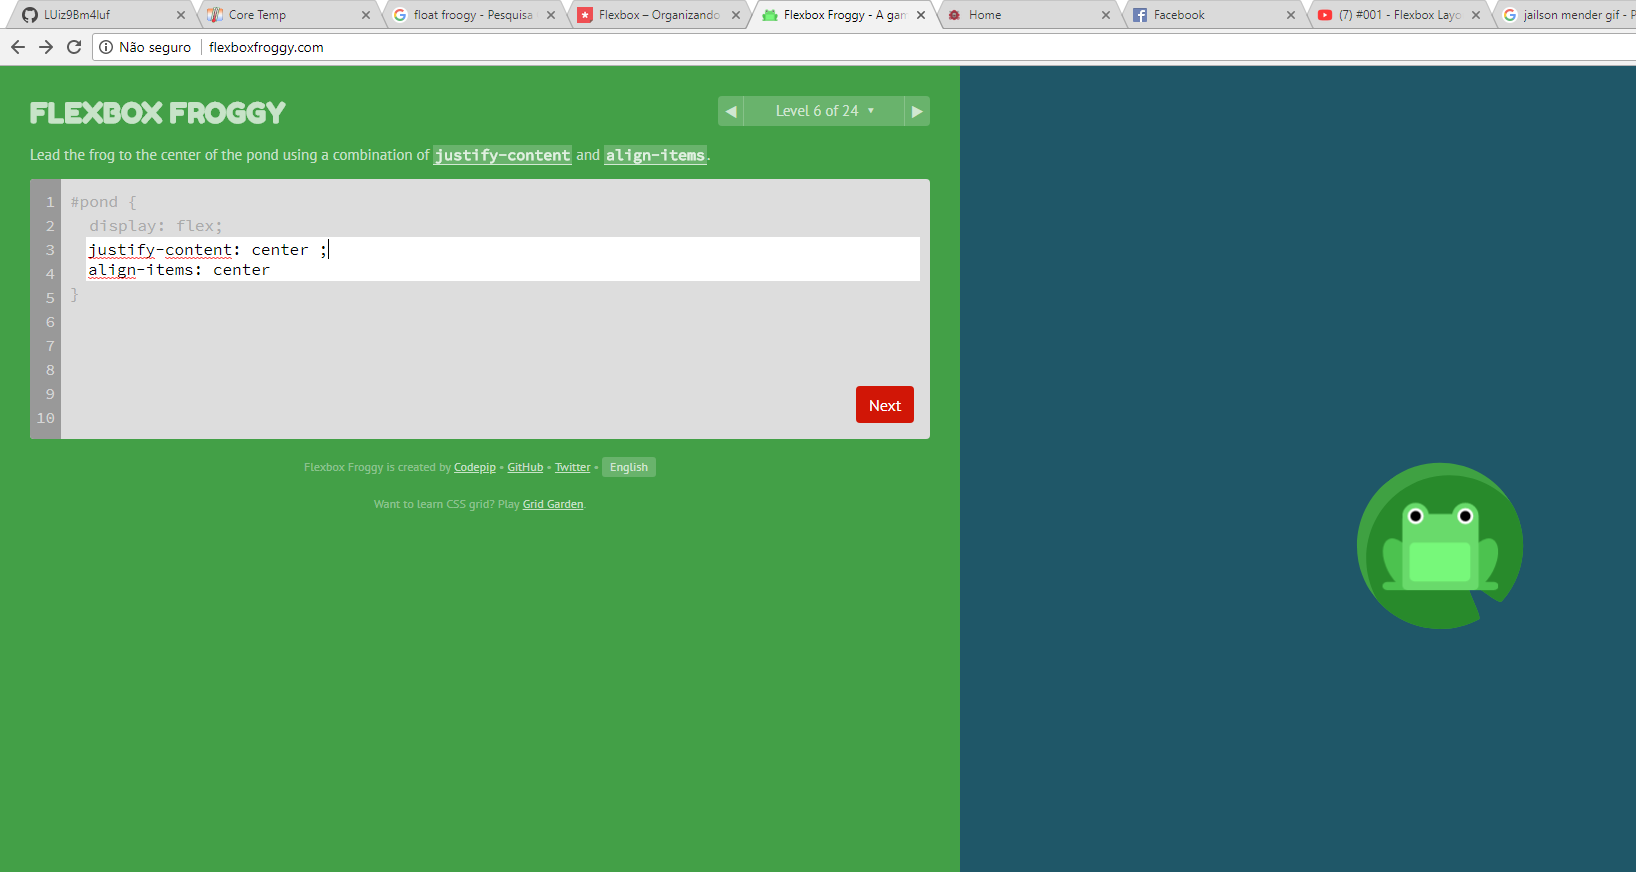 LUiz9Bm4luf
Core Temp
float froogy - Pesquisa
Flexbox – Organizando
Flexbox Froggy - A gam
Home
Facebook
(7) #001 - Flexbox Layo
jailson mender gif - P
Não seguro
flexboxfroggy.com
FLEXBOX FROGGY
Level 6 of 24
Lead the frog to the center of the pond using a combination of justify-content and align-items.
1 #pond {
2 display: flex;
3 justify-content: center ;
4 align-items: center
5 }
6
7
8
9
10
Next
Flexbox Froggy is created by Codepip • GitHub • Twitter • English
Want to learn CSS grid? Play Grid Garden.